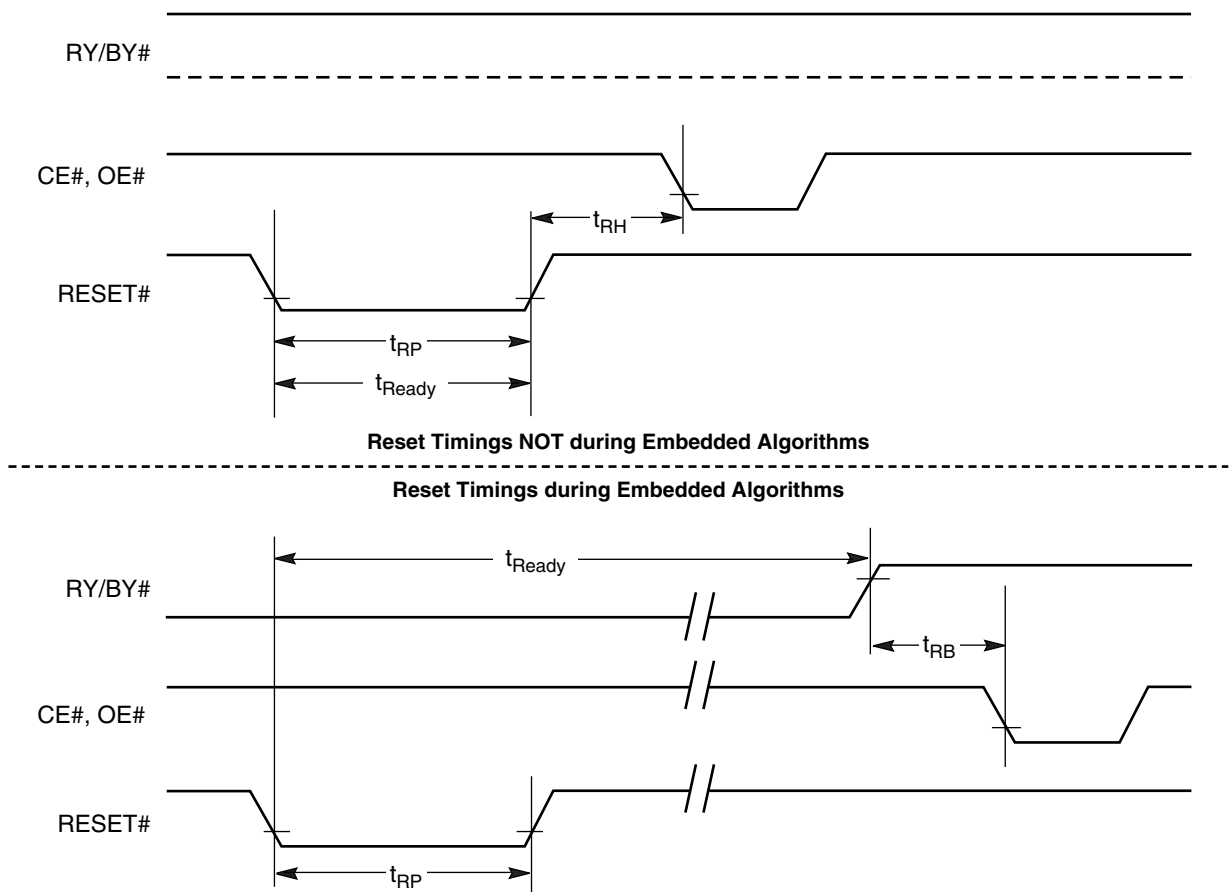 RY/BY#
CE#, OE#
tRH
RESET#
tRP
tReady
Reset Timings NOT during Embedded Algorithms
Reset Timings during Embedded Algorithms
tReady
RY/BY#
tRB
CE#, OE#
RESET#
tRP